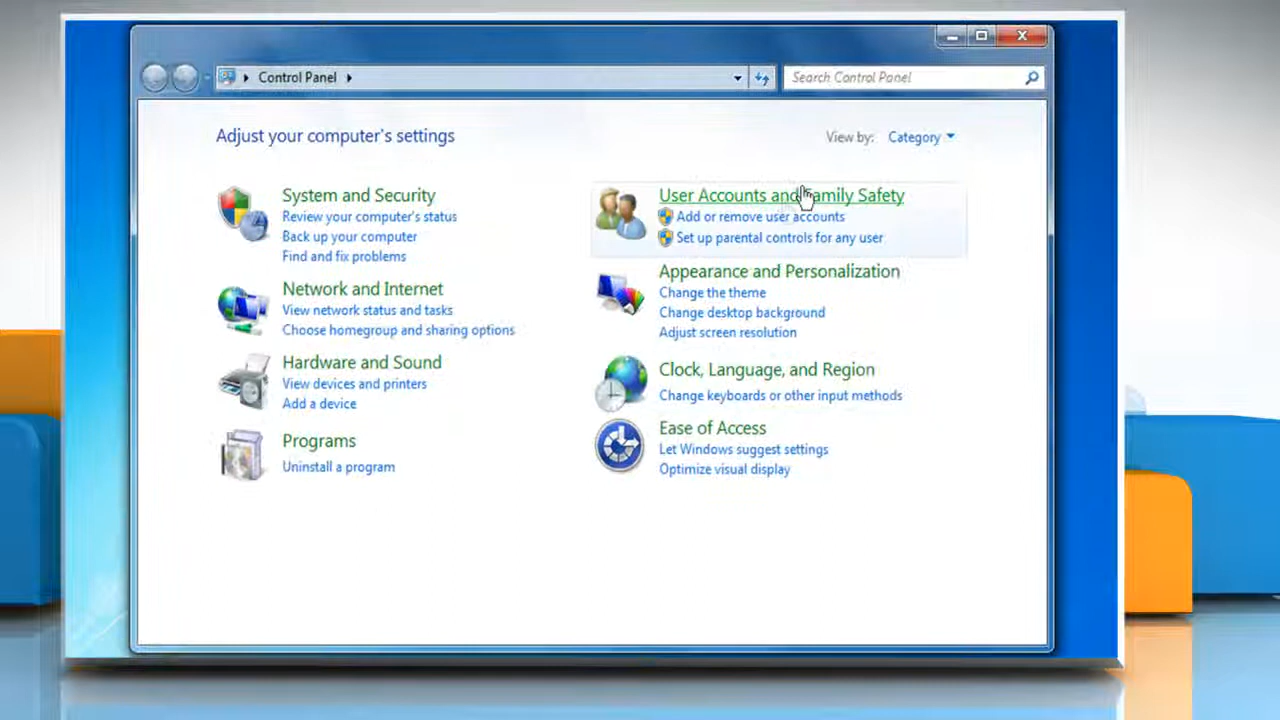 Control Panel
Search Control Panel
Adjust your computer's settings
View by: Category
System and Security
Review your computer's status
Back up your computer
Find and fix problems
Network and Internet
View network status and tasks
Choose homegroup and sharing options
Hardware and Sound
View devices and printers
Add a device
Programs
Uninstall a program
User Accounts and Family Safety
Add or remove user accounts
Set up parental controls for any user
Appearance and Personalization
Change the theme
Change desktop background
Adjust screen resolution
Clock, Language, and Region
Change keyboards or other input methods
Ease of Access
Let Windows suggest settings
Optimize visual display